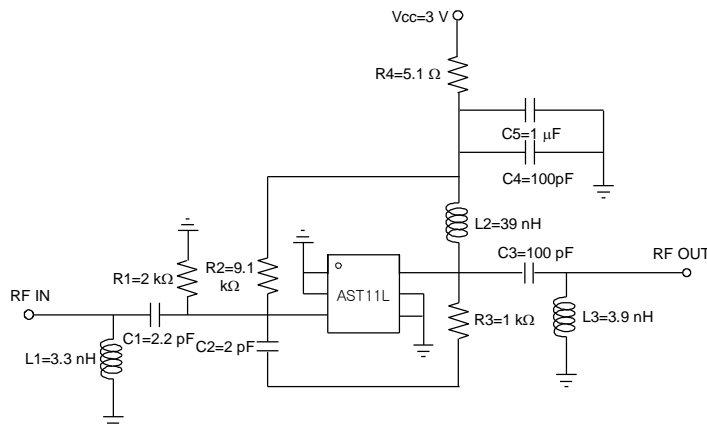 Vcc=3 V
R4=5.1 Ω
C5=1 μF
C4=100pF
L2=39 nH
C3=100 pF
RF OUT
R1=2 kΩ
R2=9.1
kΩ
AST11L
RF IN
R3=1 kΩ
L3=3.9 nH
C1=2.2 pF
C2=2 pF
L1=3.3 nH